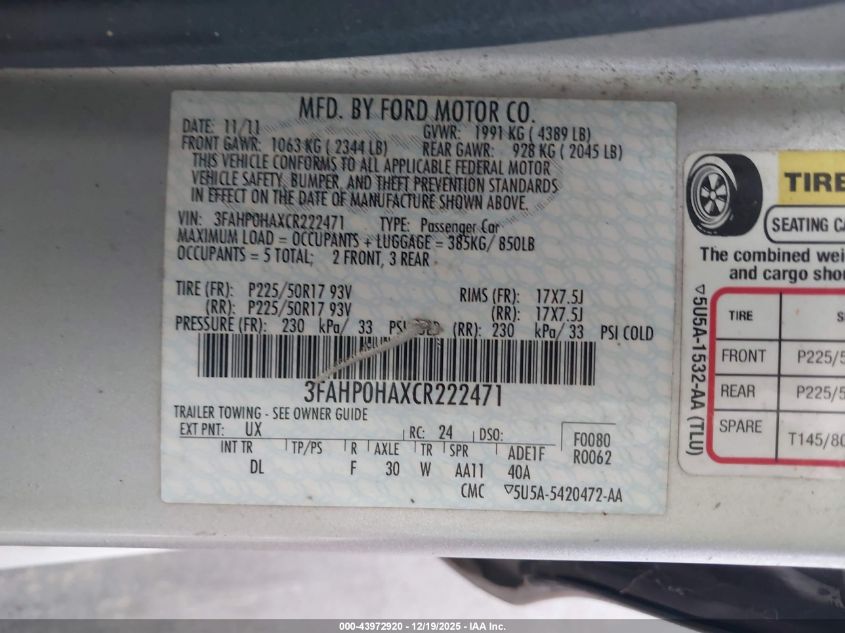 MFD. BY FORD MOTOR CO.
DATE: 11/11 GVWR: 1991 KG ( 4389 LB)
FRONT GAWR: 1063 KG ( 2344 LB) REAR GAWR: 928 KG ( 2045 LB)
THIS VEHICLE CONFORMS TO ALL APPLICABLE FEDERAL MOTOR
VEHICLE SAFETY, BUMPER, AND THEFT PREVENTION STANDARDS
IN EFFECT ON THE DATE OF MANUFACTURE SHOWN ABOVE.
VIN: 3FAHP0HAXCR222471 TYPE: Passenger Car
MAXIMUM LOAD = OCCUPANTS + LUGGAGE = 385KG/ 850LB
OCCUPANTS = 5 TOTAL; 2 FRONT, 3 REAR
TIRE (FR): P225/50R17 93V RIMS (FR): 17X7.5J
(RR): P225/50R17 93V (RR): 17X7.5J
PRESSURE (FR): 230 kPa/ 33 PSI (RR): 230 kPa/ 33 PSI COLD
3FAHP0HAXCR222471
TRAILER TOWING - SEE OWNER GUIDE
EXT PNT: UX RC: 24 DSO: F0080
R0062
INT TR TP/PS R AXLE TR SPR ADE1F
DL F 30 W AA11 40A
CMC ▽5U5A-5420472-AA
TIRE
SEATING CA
The combined wei
and cargo shou
▽5U5A-1532-AA (TLU)
TIRE S
FRONT P225/5
REAR P225/5
SPARE T145/80
000-43972920 • 12/19/2025 • IAA Inc.